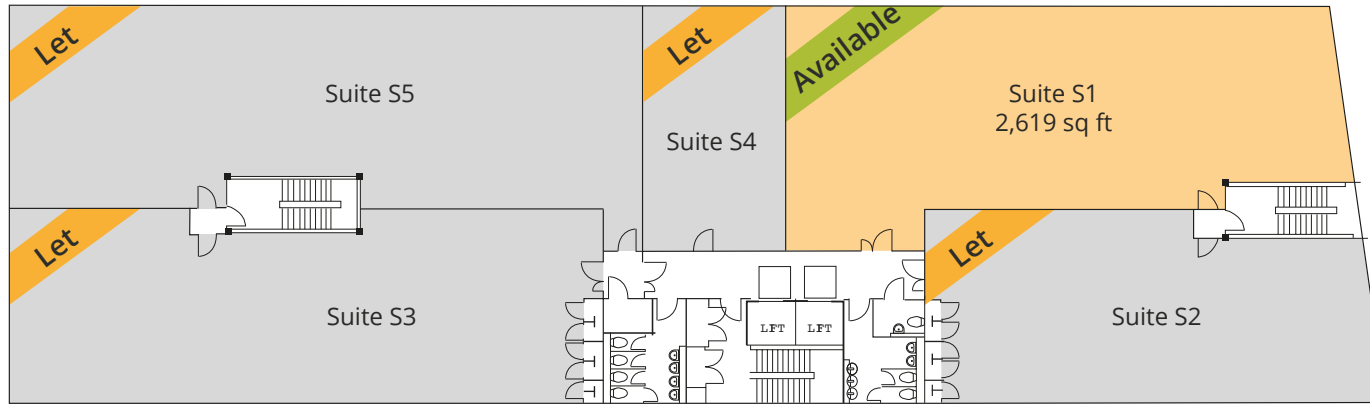 Let
Suite S5
Let
Suite S4
Available
Suite S1
2,619 sq ft
Let
Suite S3
LFT
LFT
Let
Suite S2